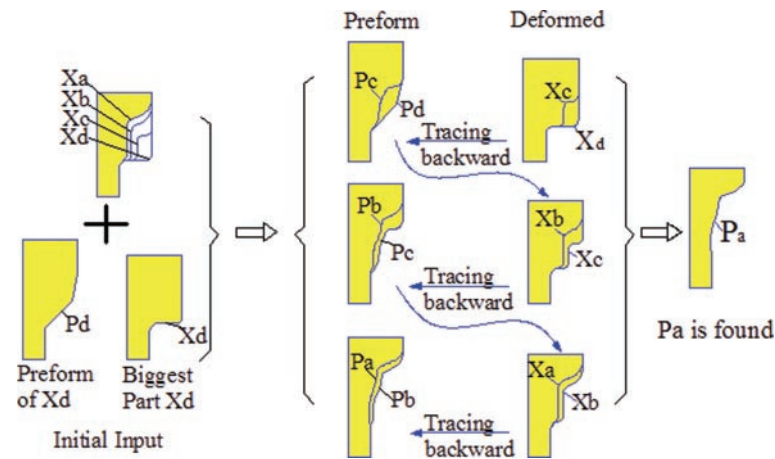 Xa
Xb
Xc
Xd
Pd
Preform
of Xd
Xd
Biggest
Part Xd
Initial Input
Preform
Deformed
Pc
Pd
Xc
Xd
Tracing
backward
Pb
Pc
Xb
Xc
Tracing
backward
Pa
Pb
Xa
Xb
Tracing
backward
Pa
Pa is found